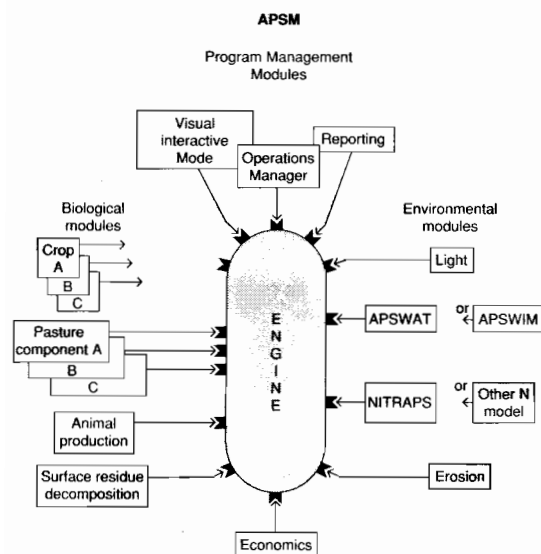 APSM
Program Management
Modules
Visual
interactive
Mode
Operations
Manager
Reporting
Biological
modules
Crop
A
B
C
Pasture
component A
B
C
Animal
production
Surface residue
decomposition
ENGINE
Economics
Environmental
modules
Light
APSWAT
or
APSWIM
NITRAPS
or
Other N
model
Erosion